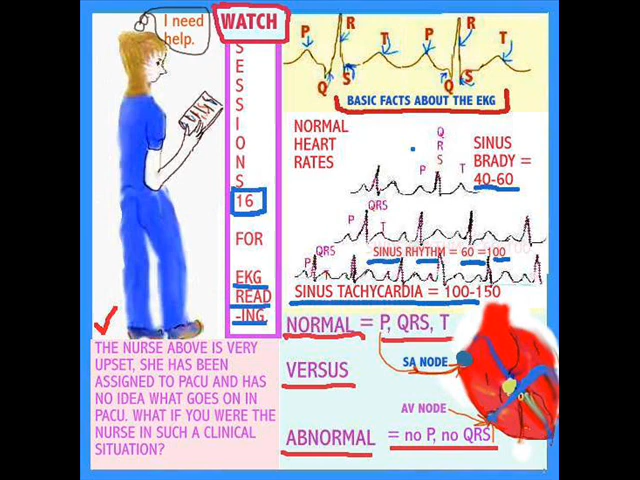 I need
help.
WATCH
SESSIONS
16
FOR
EKG
READ
-ING.
P R T P R T
Q S Q S
BASIC FACTS ABOUT THE EKG
NORMAL
HEART
RATES
QRS
P T
SINUS
BRADY =
40-60
QRS
P T
SINUS RHYTHM = 60 =100
QRS
P T
SINUS TACHYCARDIA = 100-150
NORMAL = P, QRS, T
SA NODE
VERSUS
AV NODE
ABNORMAL = no P, no QRS
THE NURSE ABOVE IS VERY
UPSET, SHE HAS BEEN
ASSIGNED TO PACU AND HAS
NO IDEA WHAT GOES ON IN
PACU. WHAT IF YOU WERE THE
NURSE IN SUCH A CLINICAL
SITUATION?